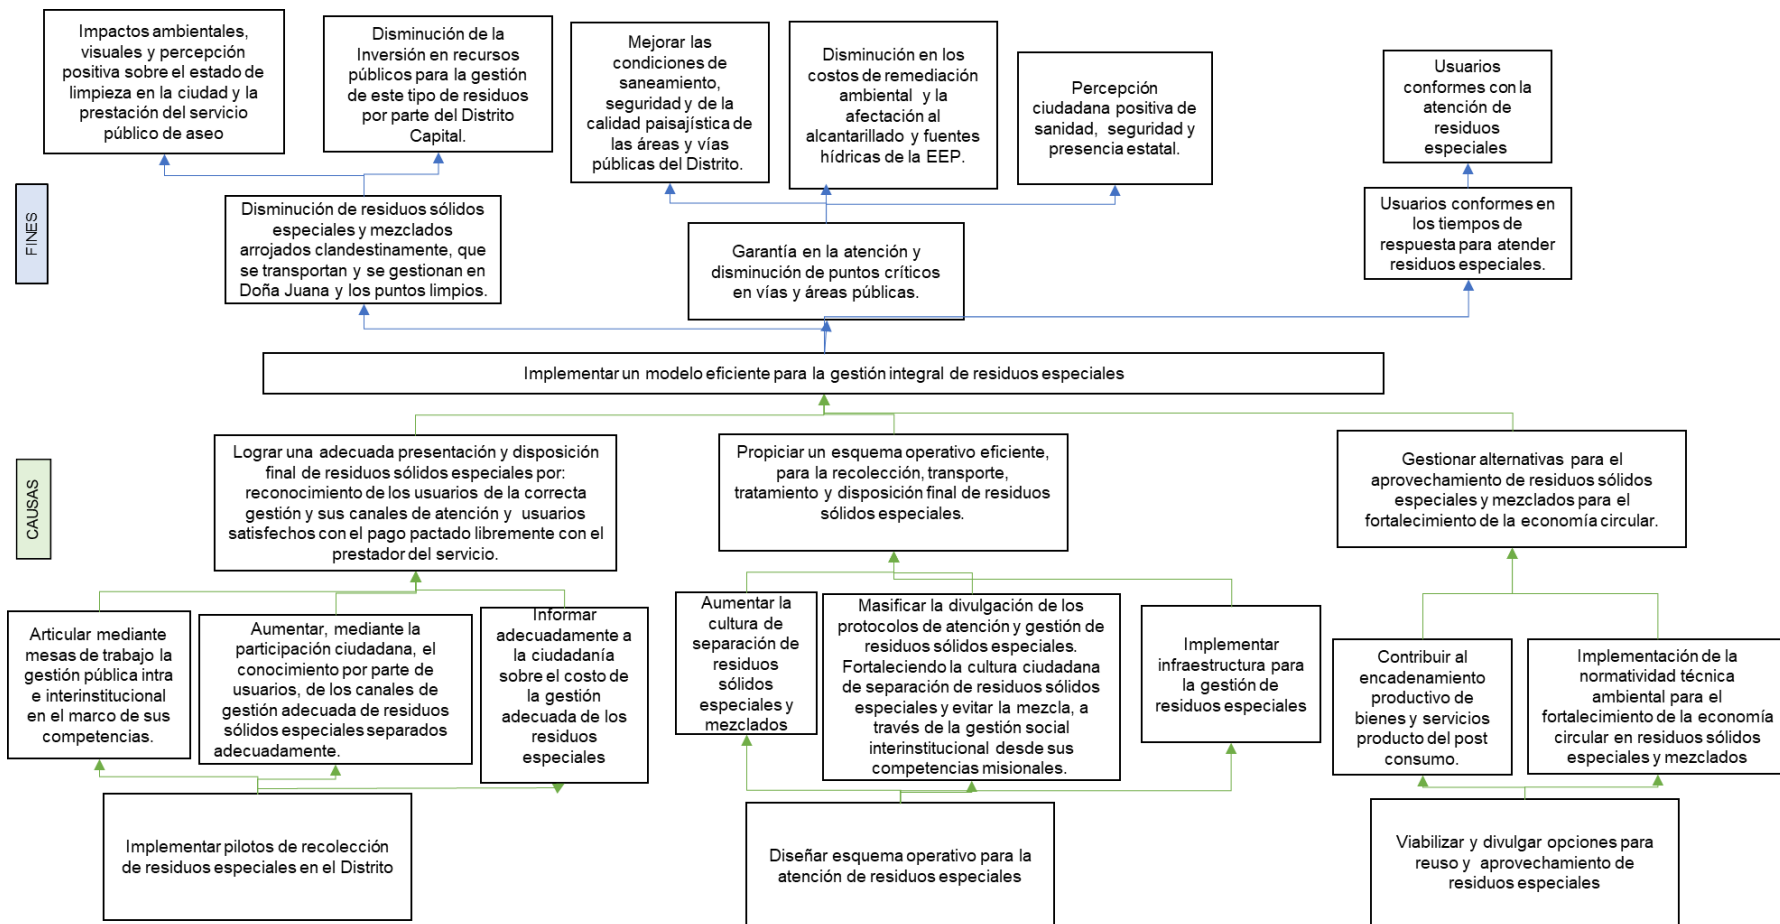 Impactos ambientales,
visuales y percepción
positiva sobre el estado de
limpieza en la ciudad y la
prestación del servicio
público de aseo
Disminución de la
Inversión en recursos
públicos para la gestión
de este tipo de residuos
por parte del Distrito
Capital.
Mejorar las
condiciones de
saneamiento,
seguridad y de la
calidad paisajística de
las áreas y vías
públicas del Distrito.
Disminución en los
costos de remediación
ambiental y la
afectación al
alcantarillado y fuentes
hídricas de la EEP.
Percepción
ciudadana positiva de
sanidad, seguridad y
presencia estatal.
Usuarios
conformes con la
atención de
residuos
especiales
FINES
Disminución de residuos sólidos
especiales y mezclados
arrojados clandestinamente, que
se transportan y se gestionan en
Doña Juana y los puntos limpios.
Garantía en la atención y
disminución de puntos críticos
en vías y áreas públicas.
Usuarios conformes en
los tiempos de
respuesta para atender
residuos especiales.
Implementar un modelo eficiente para la gestión integral de residuos especiales
CAUSAS
Lograr una adecuada presentación y disposición
final de residuos sólidos especiales por:
reconocimiento de los usuarios de la correcta
gestión y sus canales de atención y usuarios
satisfechos con el pago pactado libremente con el
prestador del servicio.
Propiciar un esquema operativo eficiente,
para la recolección, transporte,
tratamiento y disposición final de residuos
sólidos especiales.
Gestionar alternativas para el
aprovechamiento de residuos sólidos
especiales y mezclados para el
fortalecimiento de la economía circular.
Articular mediante
mesas de trabajo la
gestión pública intra
e interinstitucional
en el marco de sus
competencias.
Aumentar, mediante la
participación ciudadana, el
conocimiento por parte de
usuarios, de los canales de
gestión adecuada de residuos
sólidos especiales separados
adecuadamente.
Informar
adecuadamente a
la ciudadanía
sobre el costo de
la gestión
adecuada de los
residuos
especiales
Aumentar la
cultura de
separación de
residuos
sólidos
especiales y
mezclados
Masificar la divulgación de los
protocolos de atención y gestión de
residuos sólidos especiales.
Fortaleciendo la cultura ciudadana
de separación de residuos sólidos
especiales y evitar la mezcla, a
través de la gestión social
interinstitucional desde sus
competencias misionales.
Implementar
infraestructura para
la gestión de
residuos especiales
Contribuir al
encadenamiento
productivo de
bienes y servicios
producto del post
consumo.
Implementación de la
normatividad técnica
ambiental para el
fortalecimiento de la economía
circular en residuos sólidos
especiales y mezclados
Implementar pilotos de recolección
de residuos especiales en el Distrito
Diseñar esquema operativo para la
atención de residuos especiales
Viabilizar y divulgar opciones para
reuso y aprovechamiento de
residuos especiales